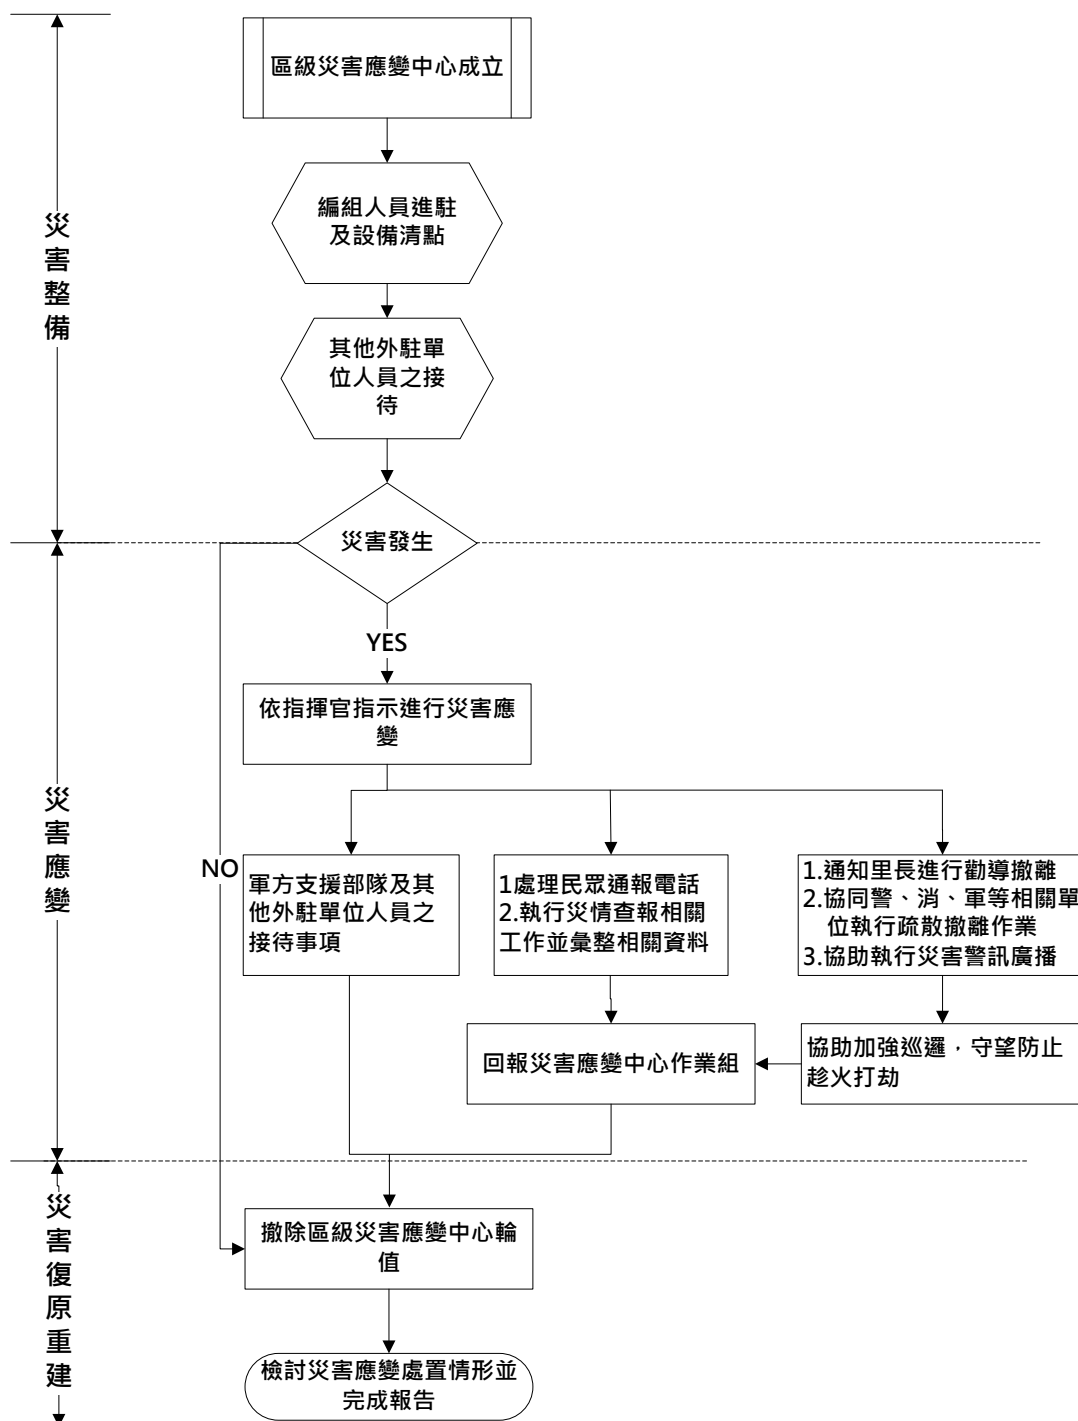 區級災害應變中心成立
編組人員進駐
及設備清點
災害整備
其他外駐單
位人員之接
待
災害發生
YES
依指揮官指示進行災害應
變
災害應變
NO
軍方支援部隊及其
他外駐單位人員之
接待事項
1處理民眾通報電話
2.執行災情查報相關
工作並彙整相關資料
1.通知里長進行勸導撤離
2.協同警、消、軍等相關單
位執行疏散撤離作業
3.協助執行災害警訊廣播
回報災害應變中心作業組
協助加強巡邏，守望防止
趁火打劫
災害復原重建
撤除區級災害應變中心輪
值
檢討災害應變處置情形並
完成報告